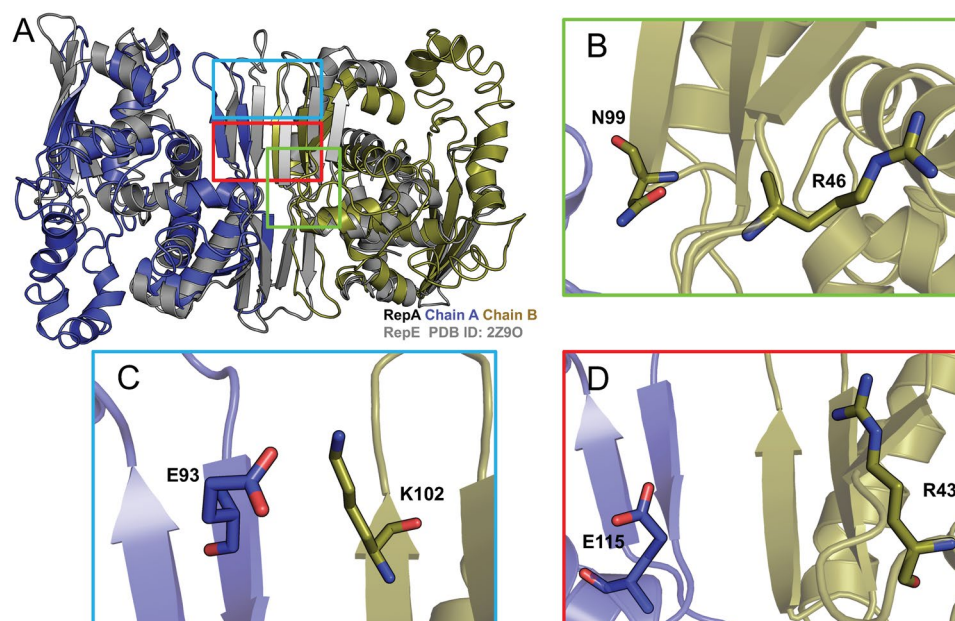 A
RepA Chain A Chain B
RepE PDB ID: 2Z9O
B
N99
R46
C
E93
K102
D
E115
R43